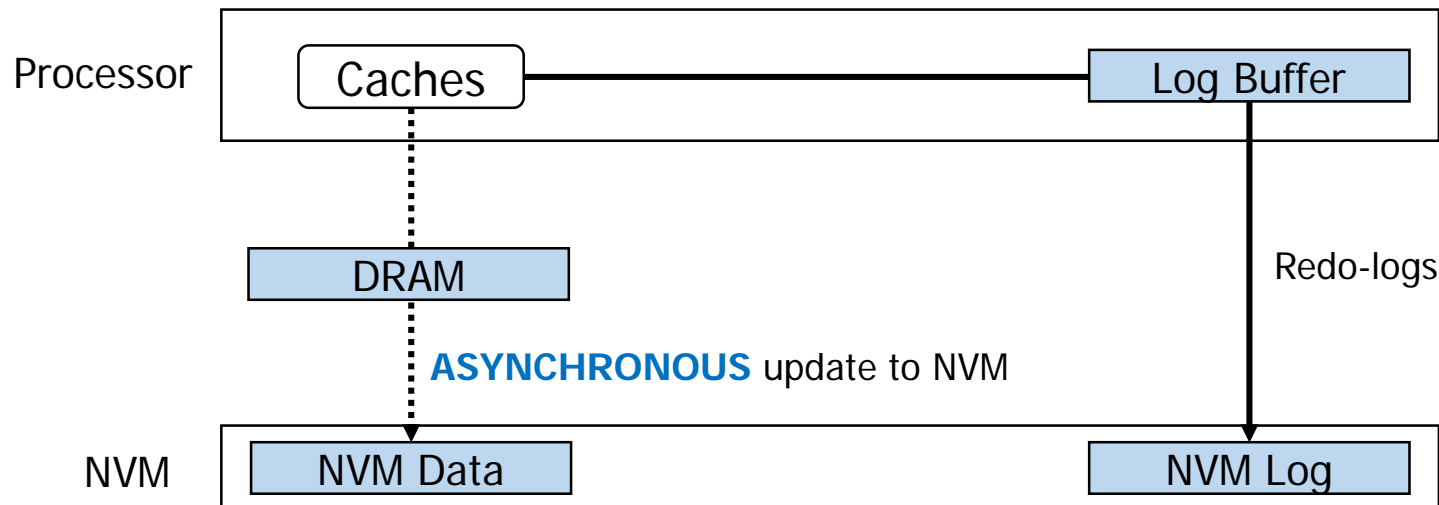 Processor
Caches
Log Buffer
DRAM
Redo-logs
ASYNCHRONOUS update to NVM
NVM
NVM Data
NVM Log